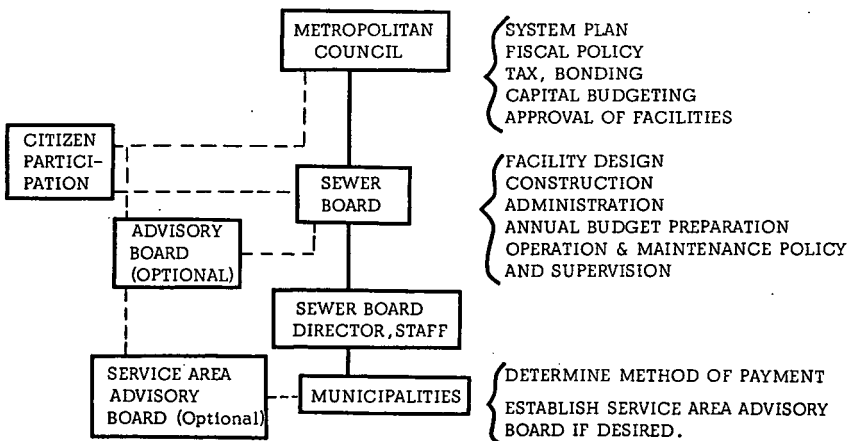 METROPOLITAN
COUNCIL
SYSTEM PLAN
FISCAL POLICY
TAX, BONDING
CAPITAL BUDGETING
APPROVAL OF FACILITIES
CITIZEN
PARTICI-
PATION
SEWER
BOARD
FACILITY DESIGN
CONSTRUCTION
ADMINISTRATION
ANNUAL BUDGET PREPARATION
OPERATION & MAINTENANCE POLICY
AND SUPERVISION
ADVISORY
BOARD
(OPTIONAL)
SEWER BOARD
DIRECTOR, STAFF
SERVICE AREA
ADVISORY
BOARD (Optional)
MUNICIPALITIES
DETERMINE METHOD OF PAYMENT
ESTABLISH SERVICE AREA ADVISORY
BOARD IF DESIRED.